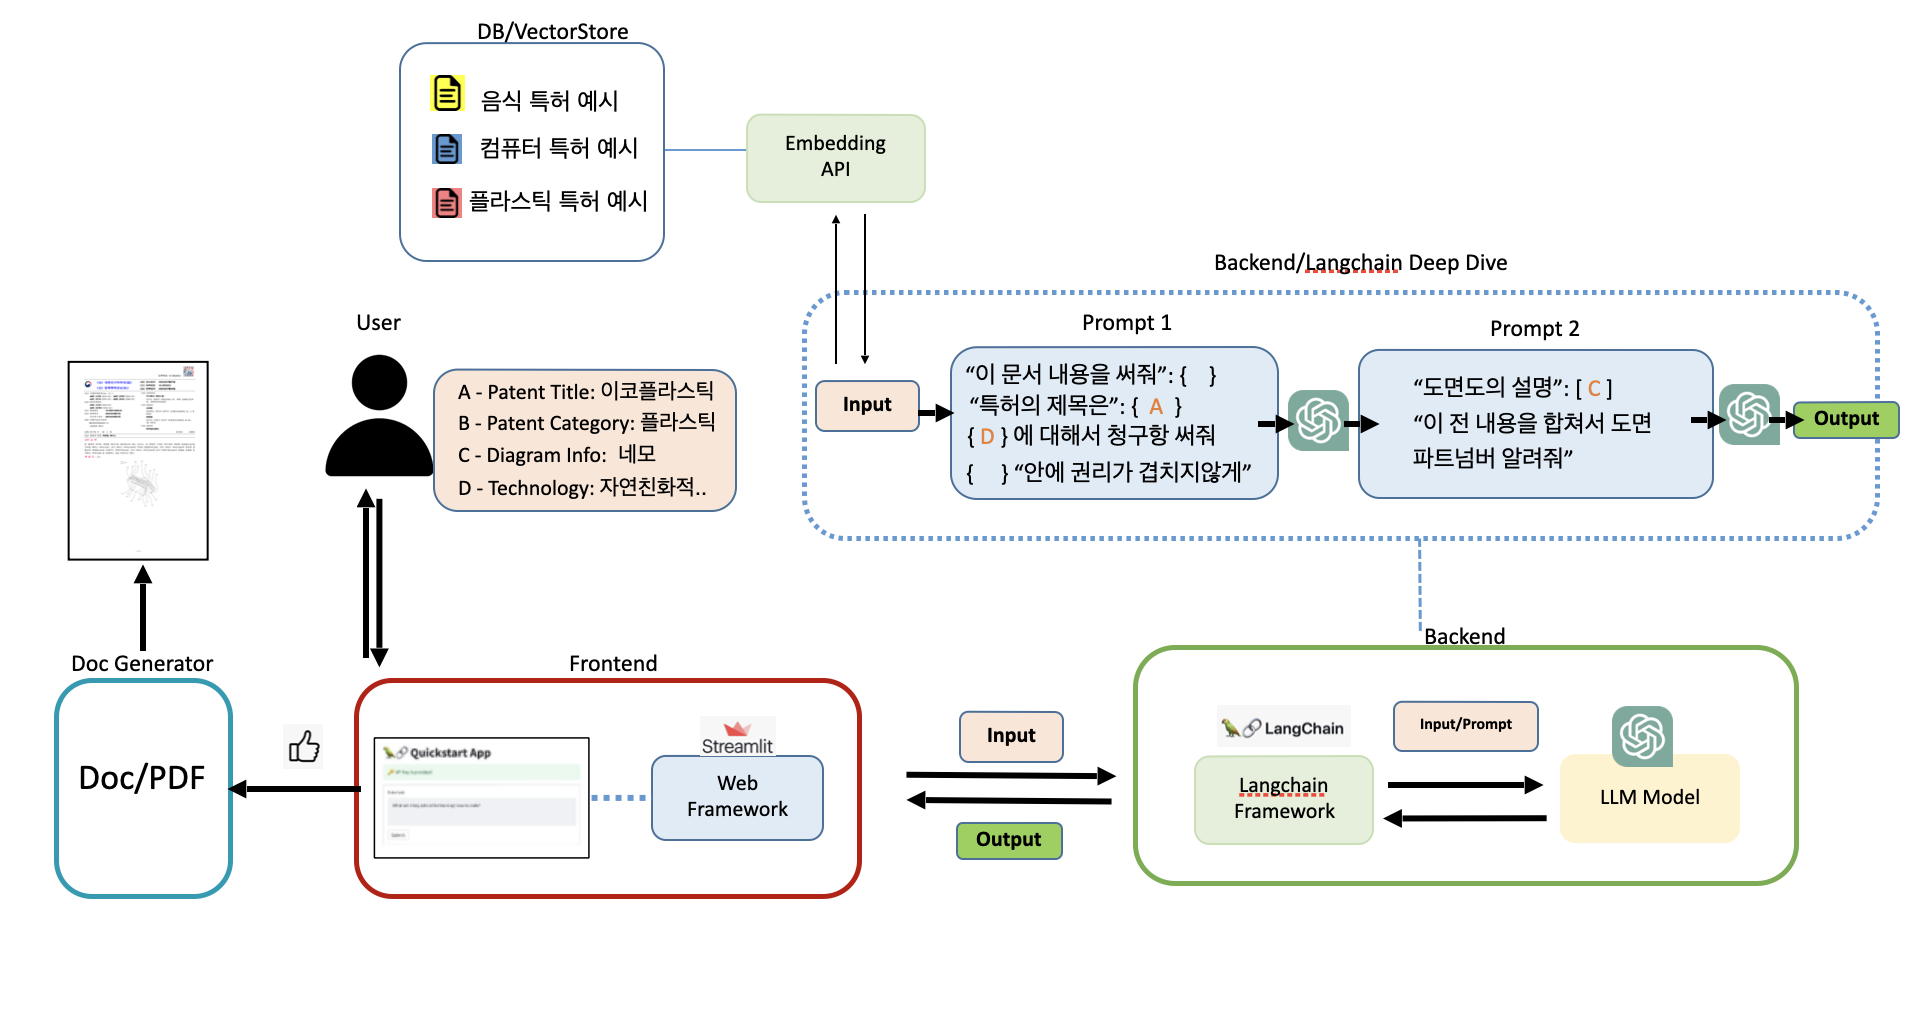 DB/VectorStore
음식 특허 예시
컴퓨터 특허 예시
플라스틱 특허 예시
Embedding
API
Backend/Langchain Deep Dive
User
A - Patent Title: 이코플라스틱
B - Patent Category: 플라스틱
C - Diagram Info: 네모
D - Technology: 자연친화적..
Input
Prompt 1
“이 문서 내용을 써줘”: { }
“특허의 제목은”: { A }
{ D } 에 대해서 청구항 써줘
{ } “안에 권리가 겹치지않게”
Prompt 2
“도면도의 설명”: [ C ]
“이 전 내용을 합쳐서 도면
파트넘버 알려줘”
Output
Doc Generator
Doc/PDF
Frontend
Quickstart App
Streamlit
Web
Framework
Input
Output
Backend
LangChain
Langchain
Framework
Input/Prompt
LLM Model